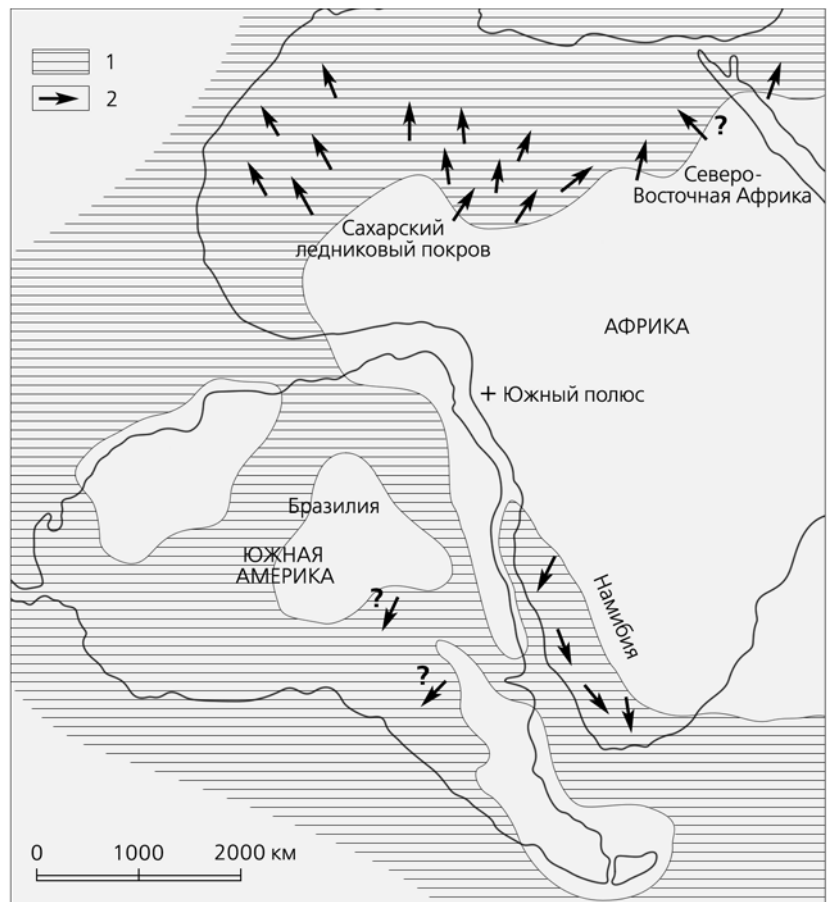 1
2
?
Северо-
Восточная Африка
Сахарский
ледниковый покров
АФРИКА
+ Южный полюс
Бразилия
ЮЖНАЯ
АМЕРИКА
?
Намибия
?
0 1000 2000 км